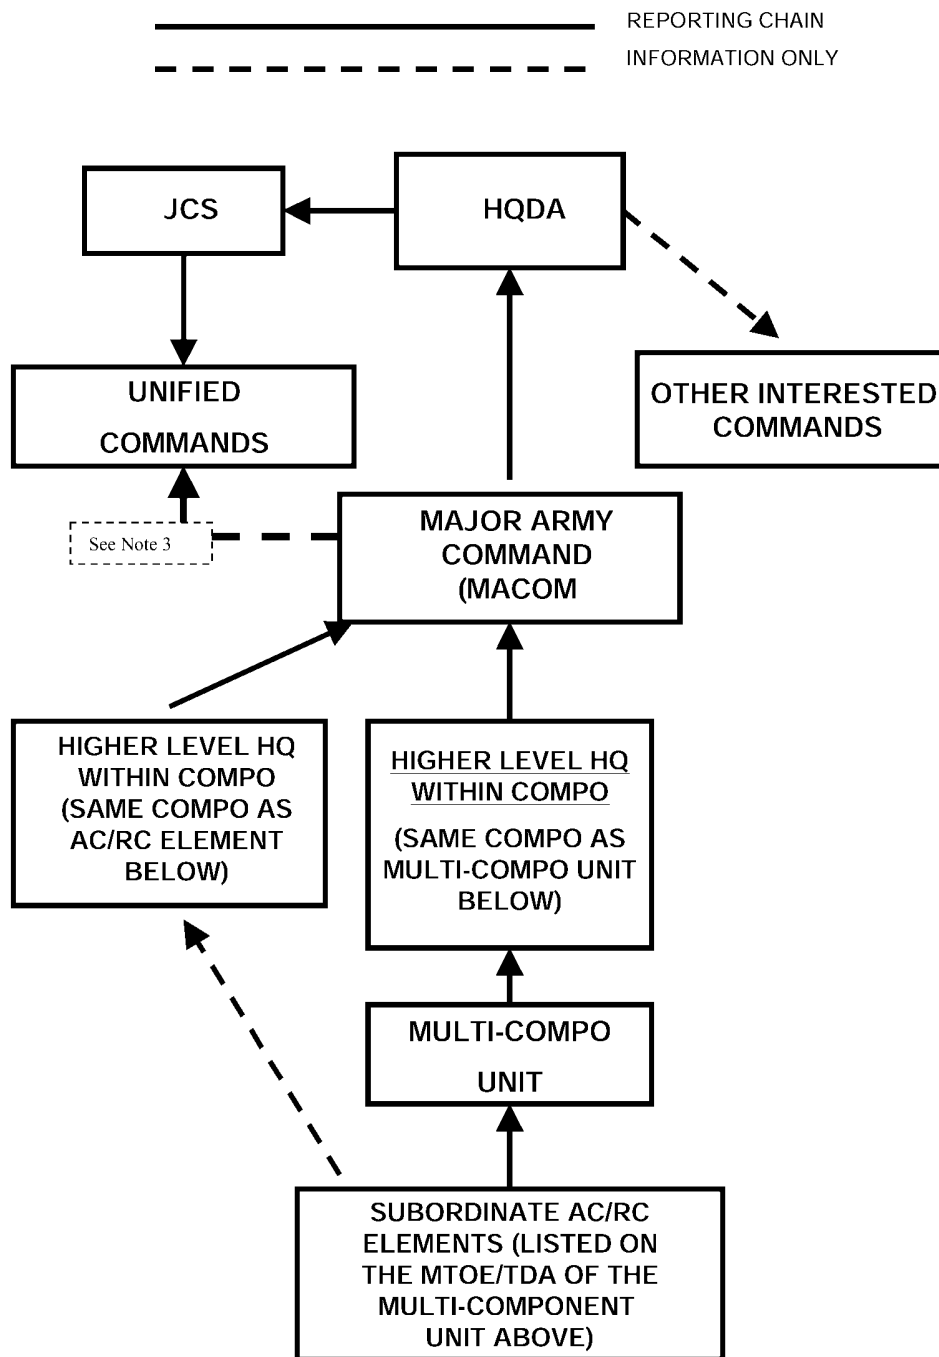 REPORTING CHAIN
INFORMATION ONLY
JCS
HQDA
UNIFIED
COMMANDS
OTHER INTERESTED
COMMANDS
See Note 3
MAJOR ARMY
COMMAND
(MACOM
HIGHER LEVEL HQ
WITHIN COMPO
(SAME COMPO AS
AC/RC ELEMENT
BELOW)
HIGHER LEVEL HQ
WITHIN COMPO
(SAME COMPO AS
MULTI-COMPO UNIT
BELOW)
MULTI-COMPO
UNIT
SUBORDINATE AC/RC
ELEMENTS (LISTED ON
THE MTOE/TDA OF THE
MULTI-COMPONENT
UNIT ABOVE)